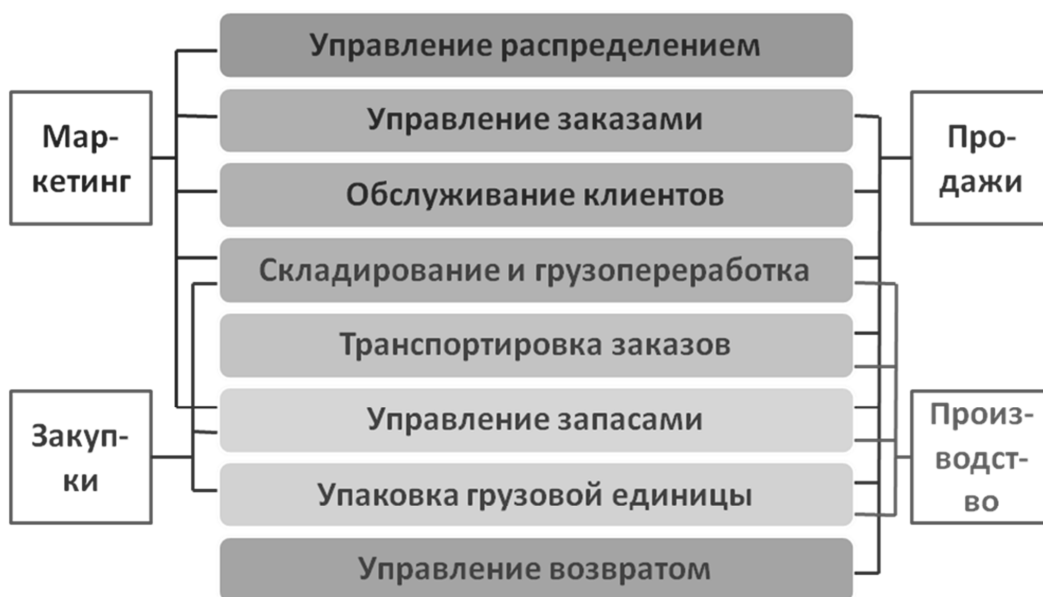 Управление распределением
Мар-
кетинг
Управление заказами
Про-
дажи
Обслуживание клиентов
Складирование и грузопереработка
Транспортировка заказов
Закуп-
ки
Управление запасами
Произ-
водст-
во
Упаковка грузовой единицы
Управление возвратом